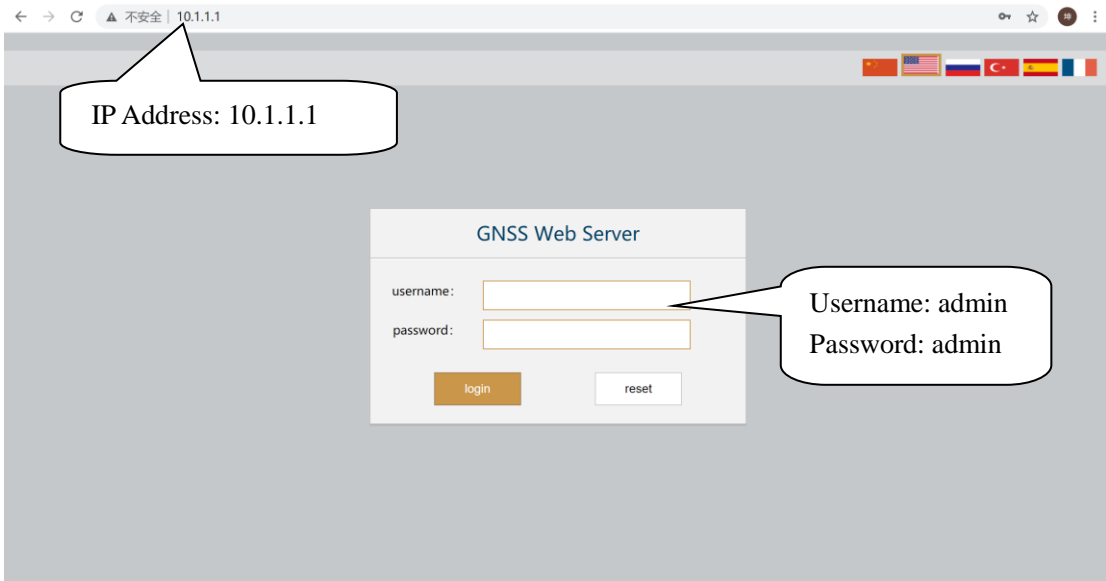 不安全 | 10.1.1.1
坤
IP Address: 10.1.1.1
GNSS Web Server
username:
password:
Username: admin
Password: admin
login
reset